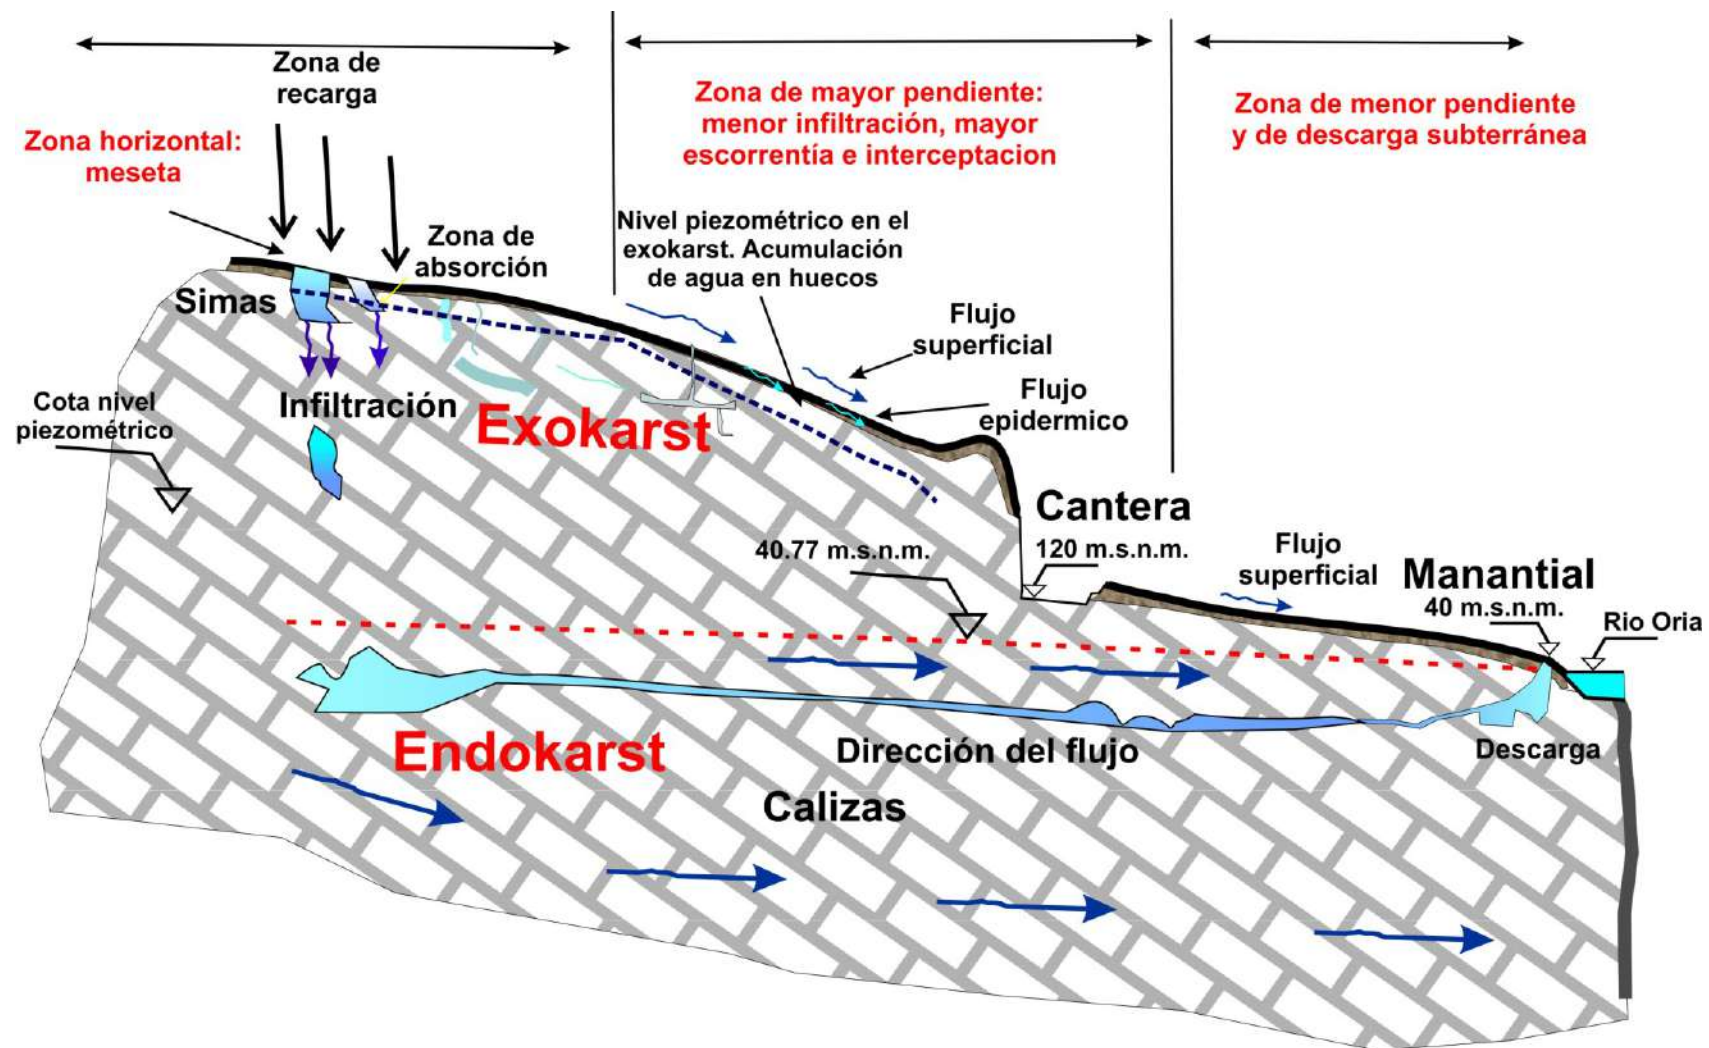 Zona de
recarga
Zona horizontal:
meseta
Zona de mayor pendiente:
menor infiltración, mayor
escorrentía e interceptacion
Zona de menor pendiente
y de descarga subterránea
Zona de
absorción
Nivel piezométrico en el
exokarst. Acumulación
de agua en huecos
Simas
Flujo
superficial
Flujo
epidermico
Cota nivel
piezométrico
Infiltración
Exokarst
Cantera
120 m.s.n.m.
40.77 m.s.n.m.
Flujo
superficial
Manantial
40 m.s.n.m.
Rio Oria
Endokarst
Dirección del flujo
Descarga
Calizas